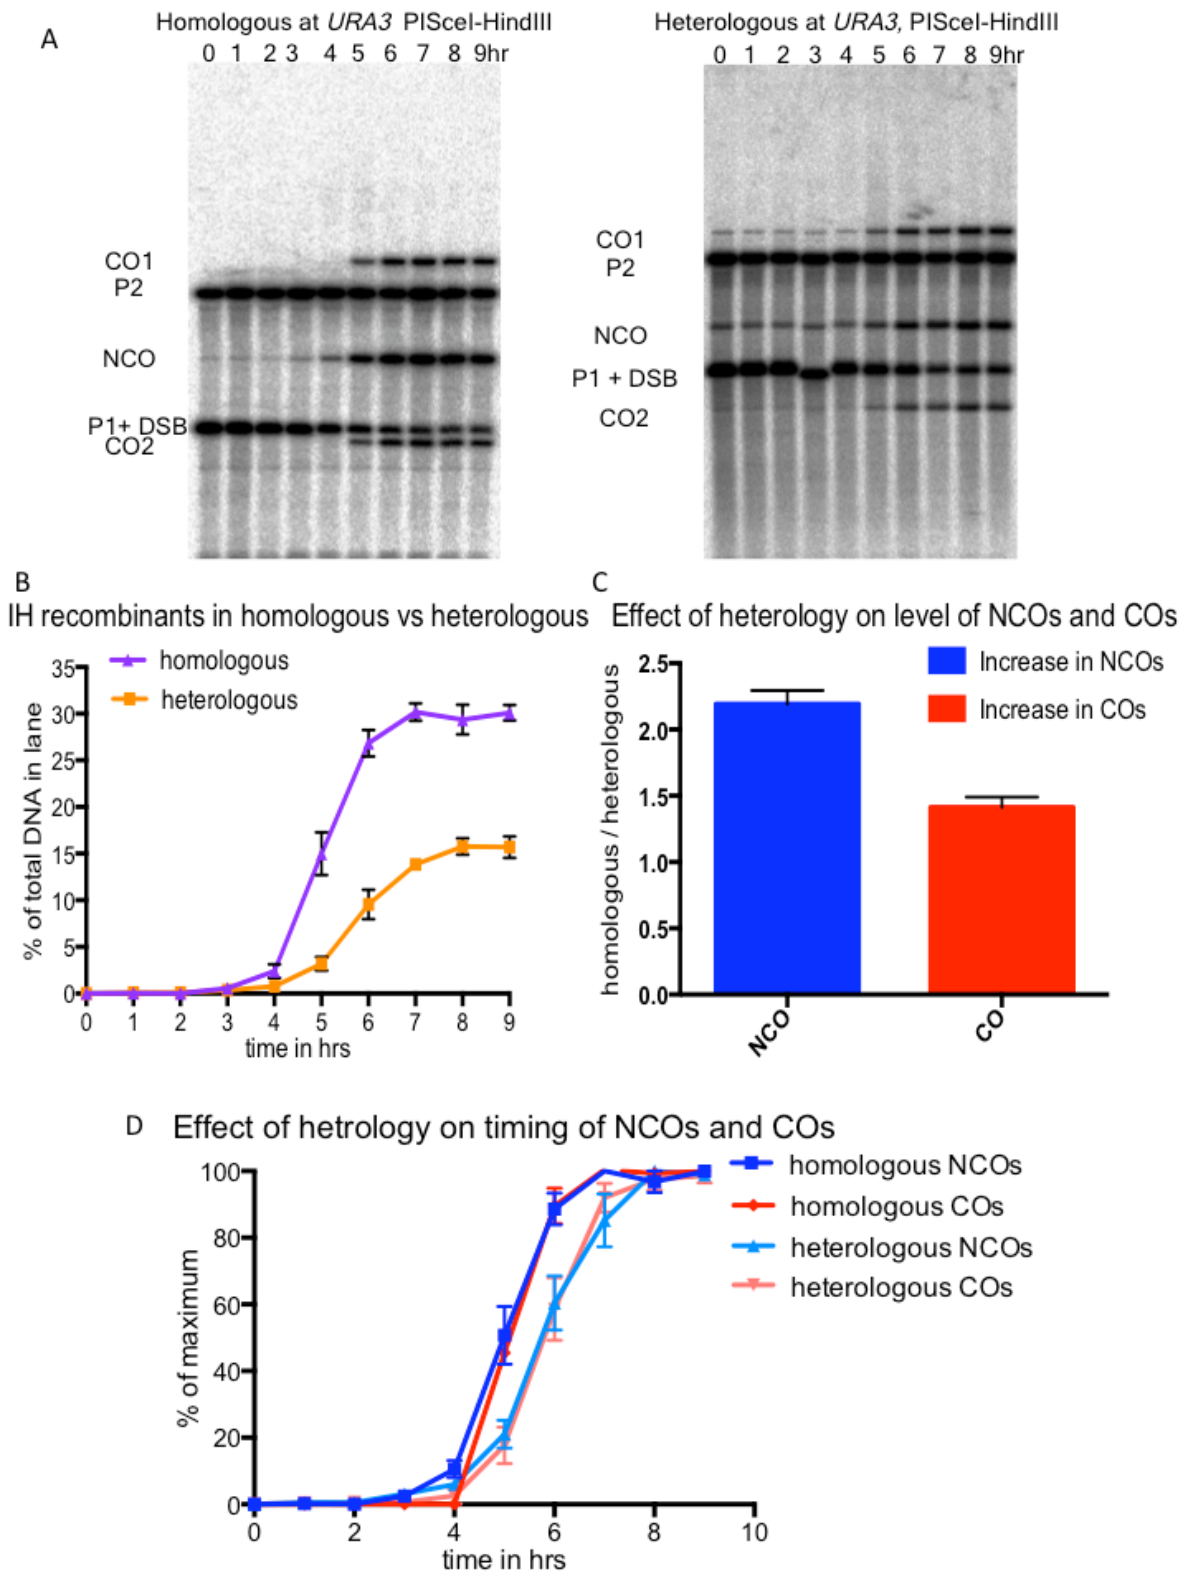 A
Homologous at URA3 PISceI-HindIII
0 1 2 3 4 5 6 7 8 9hr
CO1
P2
NCO
P1+ DSB
CO2
Heterologous at URA3, PISceI-HindIII
0 1 2 3 4 5 6 7 8 9hr
CO1
P2
NCO
P1 + DSB
CO2
B
IH recombinants in homologous vs heterologous
homologous
heterologous
% of total DNA in lane
35
30
25
20
15
10
5
0
0 1 2 3 4 5 6 7 8 9
time in hrs
C
Effect of heterology on level of NCOs and COs
Increase in NCOs
Increase in COs
homologous / heterologous
2.5
2.0
1.5
1.0
0.5
0.0
NCO
CO
D
Effect of hetrology on timing of NCOs and COs
homologous NCOs
homologous COs
heterologous NCOs
heterologous COs
% of maximum
100
80
60
40
20
0
0 2 4 6 8 10
time in hrs